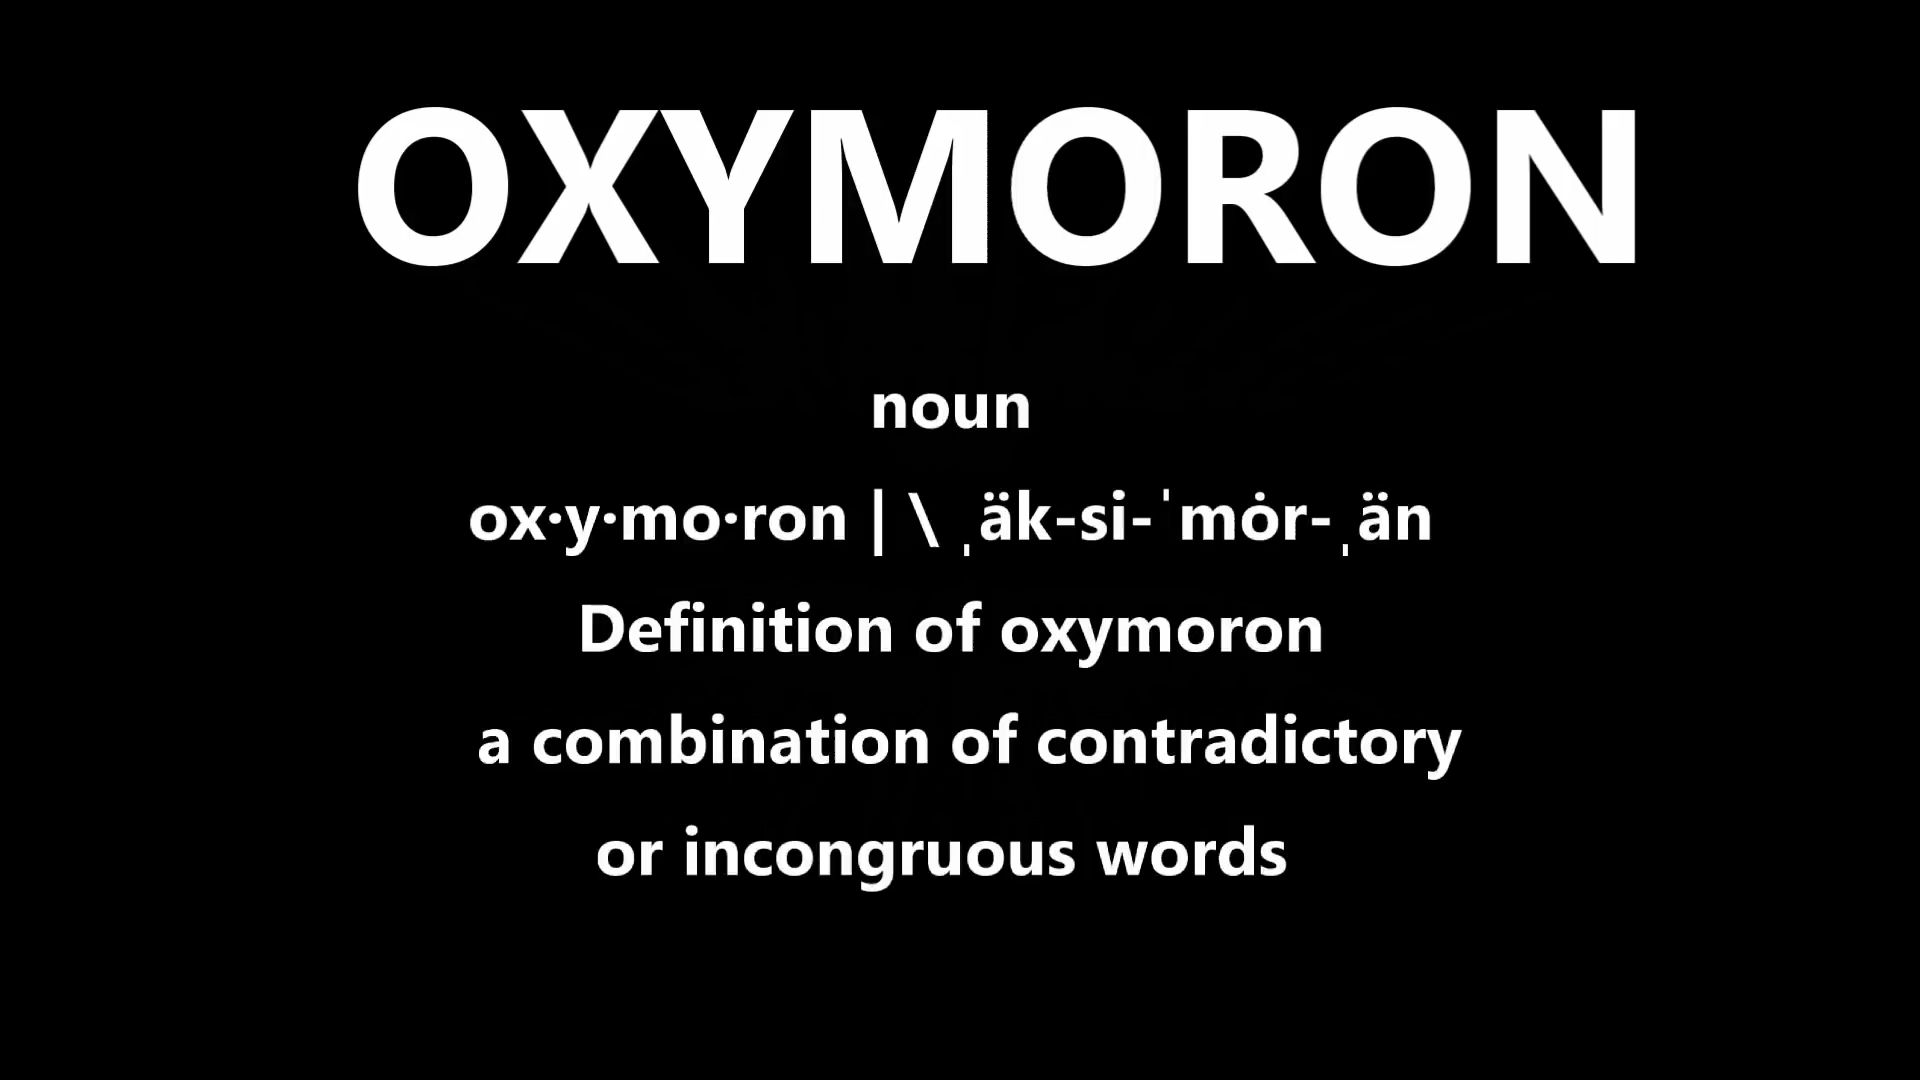 OXYMORON
noun
ox·y·mo·ron | \ ˌäk-si-ˈmȯr-ˌän
Definition of oxymoron
a combination of contradictory
or incongruous words